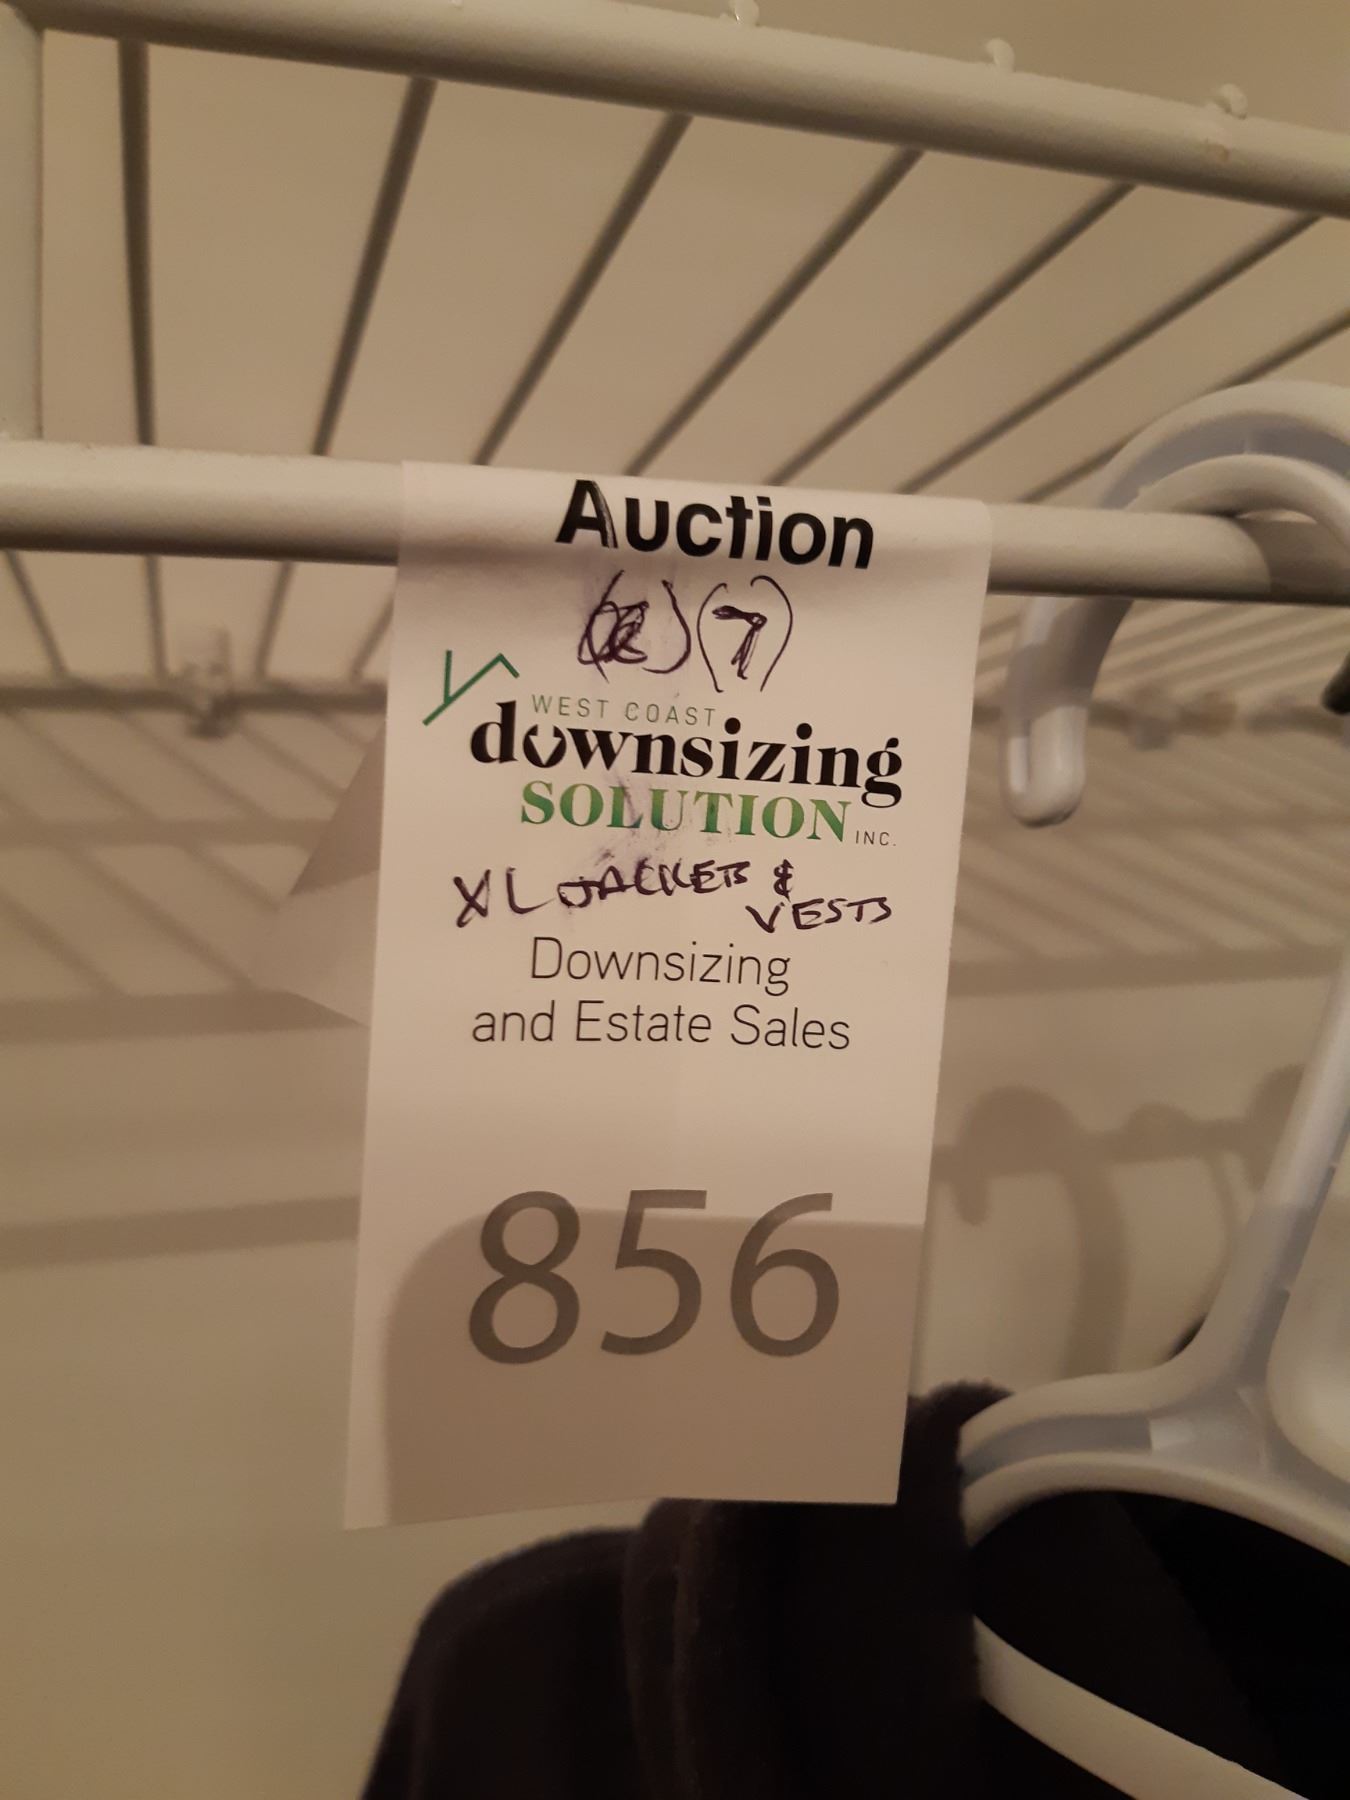 Auction
(7)
WEST COAST
downsizing
SOLUTION INC.
XL JACKETS &
VESTS
Downsizing
and Estate Sales
856